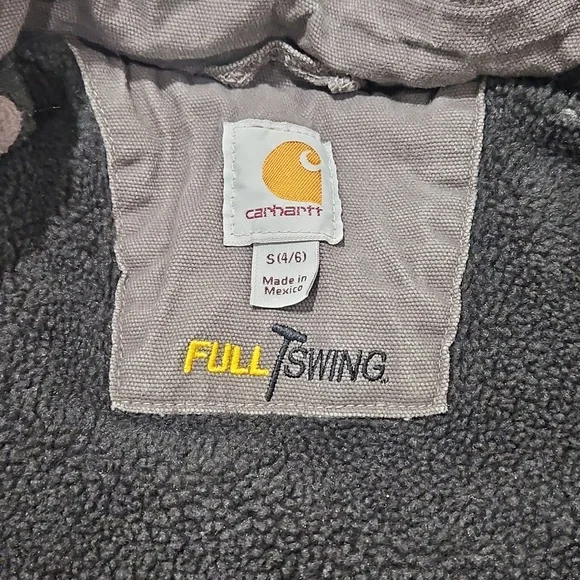 carhartt
S(4/6)
Made in
Mexico
FULL SWING